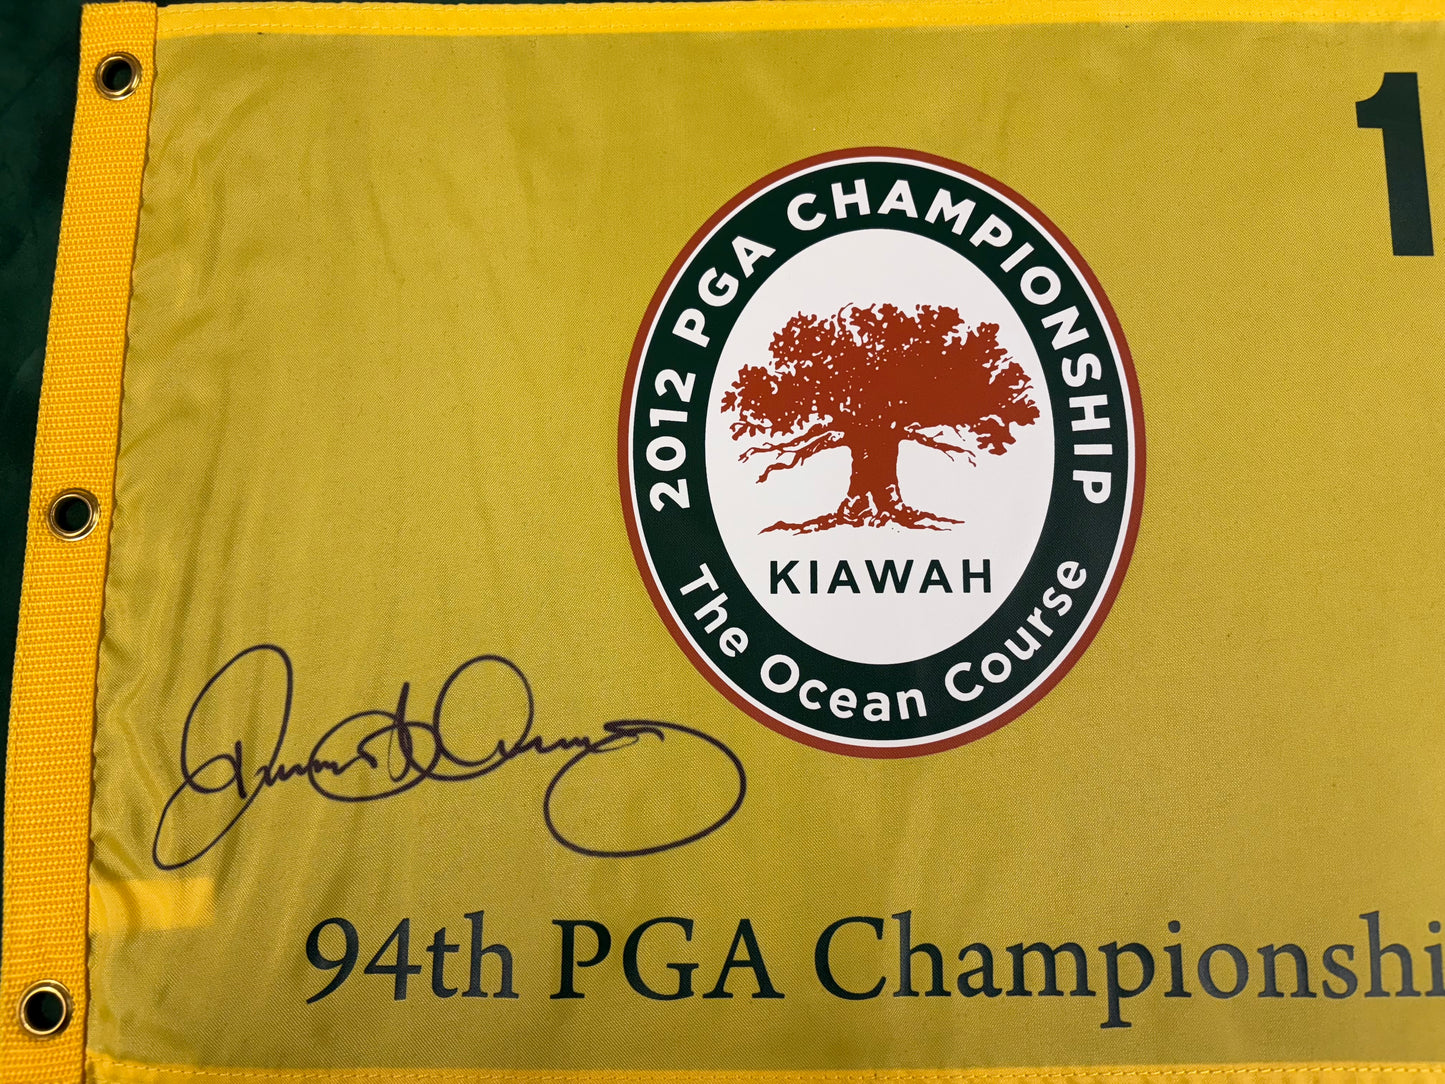 1
2012 PGA CHAMPIONSHIP
KIAWAH
The Ocean Course
94th PGA Championshi